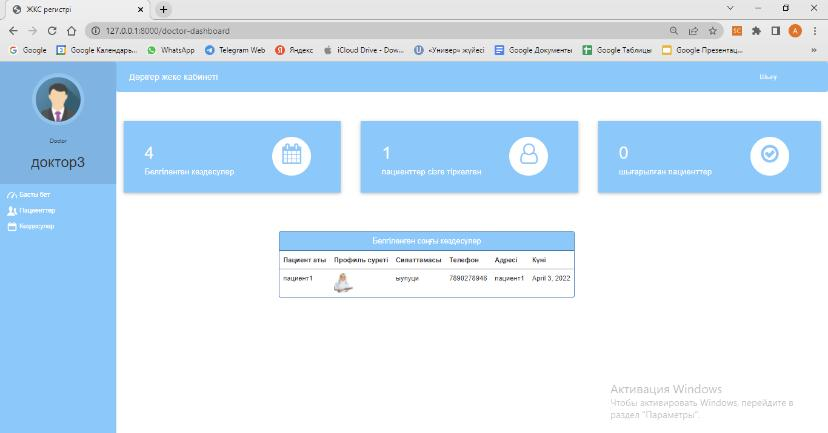 ЖКС регистрі
127.0.0.1:8000/doctor-dashboard
SC
A
Google Google Календарь... WhatsApp Telegram Web Яндекс iCloud Drive - Dow... «Универ» жүйесі Google Документы Google Таблицы Google Презентац... »
Дәрігер жеке кабинеті Шығу
Doctor
доктор3
Басты бет
Пациенттер
Кездесулер
4
Белгіленген кездесулер
1
пациенттер сізге тіркелген
0
шығарылған пациенттер
Белгіленген соңғы кездесулер
Пациент аты Профиль суреті Сипаттамасы Телефон Адресі Күні
пациент1 7890278946 пациент1 April 3, 2022
Активация Windows
Чтобы активировать Windows, перейдите в
раздел "Параметры".